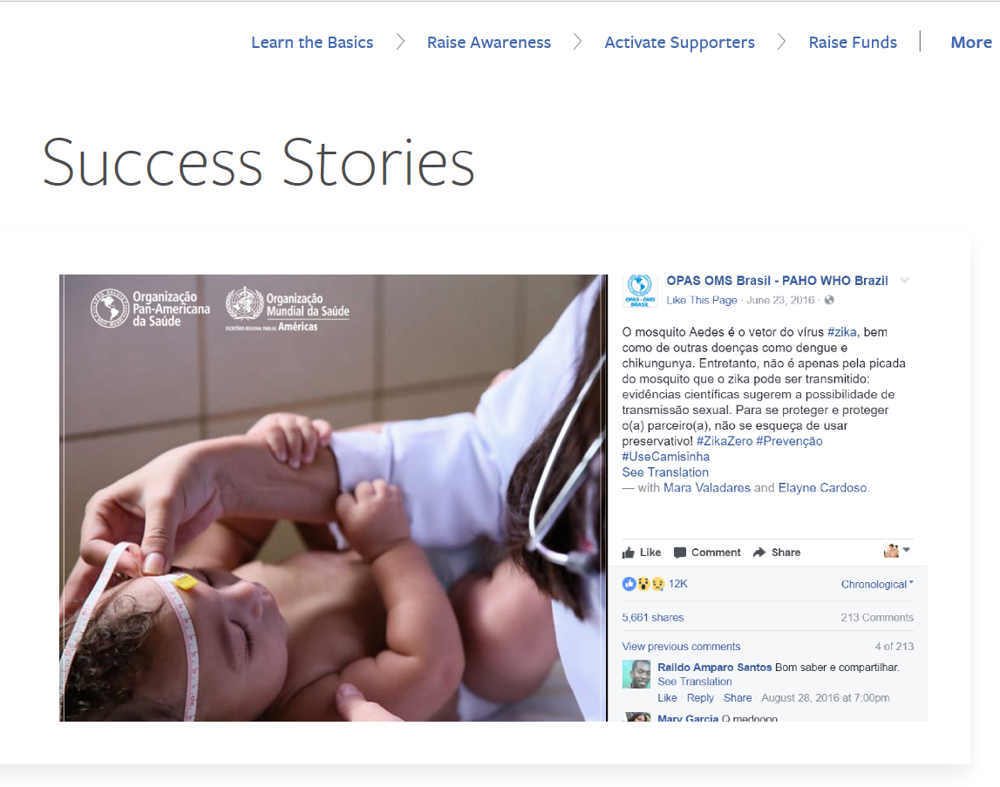 Learn the Basics
Raise Awareness
Activate Supporters
Raise Funds
More
Success Stories
Organização
Pan-Americana
da Saúde
Organização
Mundial da Saúde
ESCRITÓRIO REGIONAL PARA AS Américas
OPAS-OMS
BRASIL
OPAS OMS Brasil - PAHO WHO Brazil
Like This Page · June 23, 2016 ·
O mosquito Aedes é o vetor do vírus #zika, bem
como de outras doenças como dengue e
chikungunya. Entretanto, não é apenas pela picada
do mosquito que o zika pode ser transmitido:
evidências científicas sugerem a possibilidade de
transmissão sexual. Para se proteger e proteger
o(a) parceiro(a), não se esqueça de usar
preservativo! #ZikaZero #Prevenção
#UseCamisinha
See Translation
— with Mara Valadares and Elayne Cardoso.
Like Comment Share
12K Chronological
5,661 shares 213 Comments
View previous comments 4 of 213
Raildo Amparo Santos Bom saber e compartilhar.
See Translation
Like · Reply · Share · August 28, 2016 at 7:00pm
Mary Garcia O medoooo